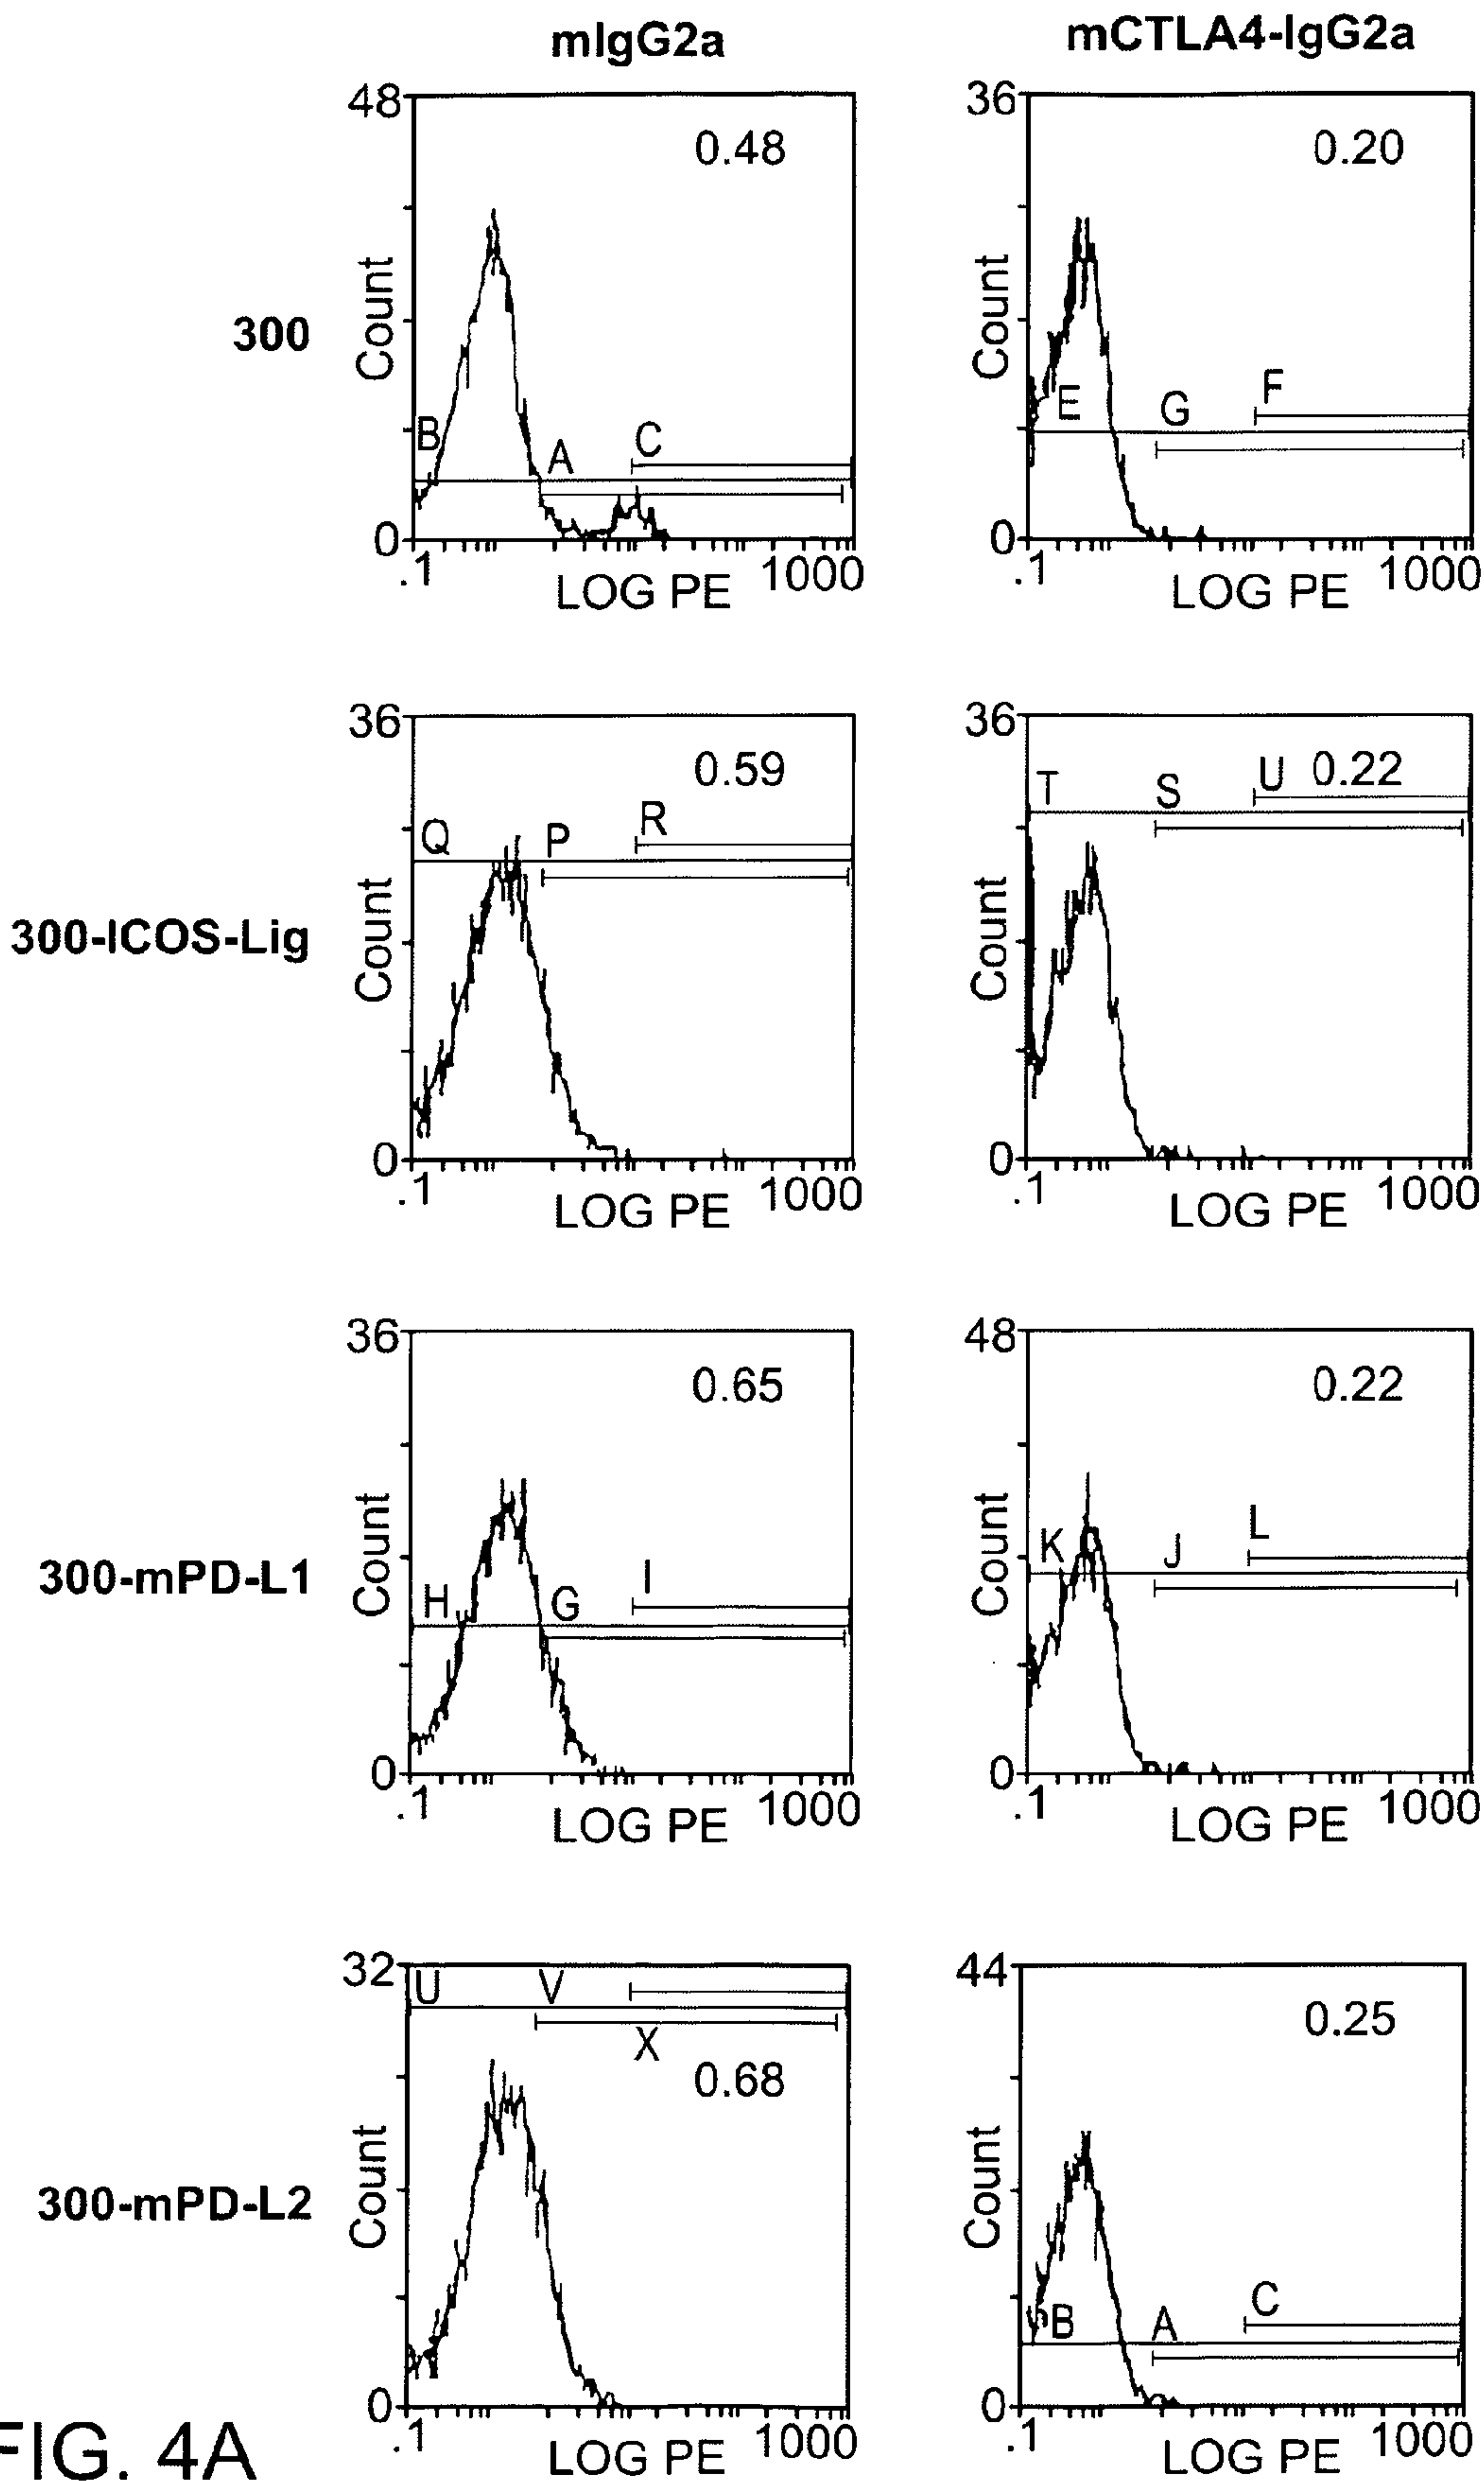 mIgG2a mCTLA4-IgG2a
300
48
0.48
Count
B A C
0
.1 1000
LOG PE
36
0.20
Count
E G F
0
.1 1000
LOG PE
300-ICOS-Lig
36
0.59
Count
Q P R
0
.1 1000
LOG PE
36
0.22
Count
T S U
0
.1 1000
LOG PE
300-mPD-L1
36
0.65
Count
H G I
0
.1 1000
LOG PE
48
0.22
Count
K J L
0
.1 1000
LOG PE
300-mPD-L2
32
U V
X
0.68
Count
0
.1 1000
LOG PE
44
0.25
Count
B A C
0
.1 1000
LOG PE
FIG. 4A